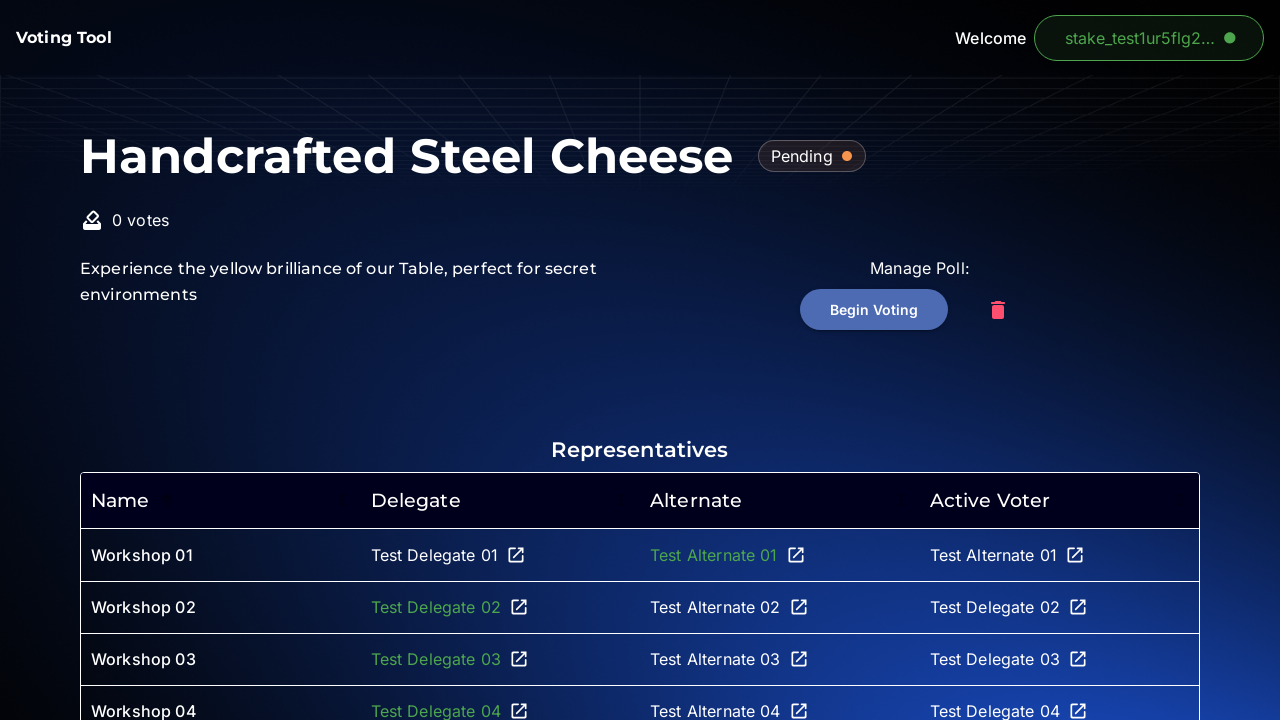 Voting Tool
Welcome
stake_test1ur5flg2...
Handcrafted Steel Cheese
Pending
0 votes
Experience the yellow brilliance of our Table, perfect for secret
environments
Manage Poll:
Begin Voting
Representatives
Name Delegate Alternate Active Voter
Workshop 01 Test Delegate 01 Test Alternate 01 Test Alternate 01
Workshop 02 Test Delegate 02 Test Alternate 02 Test Delegate 02
Workshop 03 Test Delegate 03 Test Alternate 03 Test Delegate 03
Workshop 04 Test Delegate 04 Test Alternate 04 Test Delegate 04